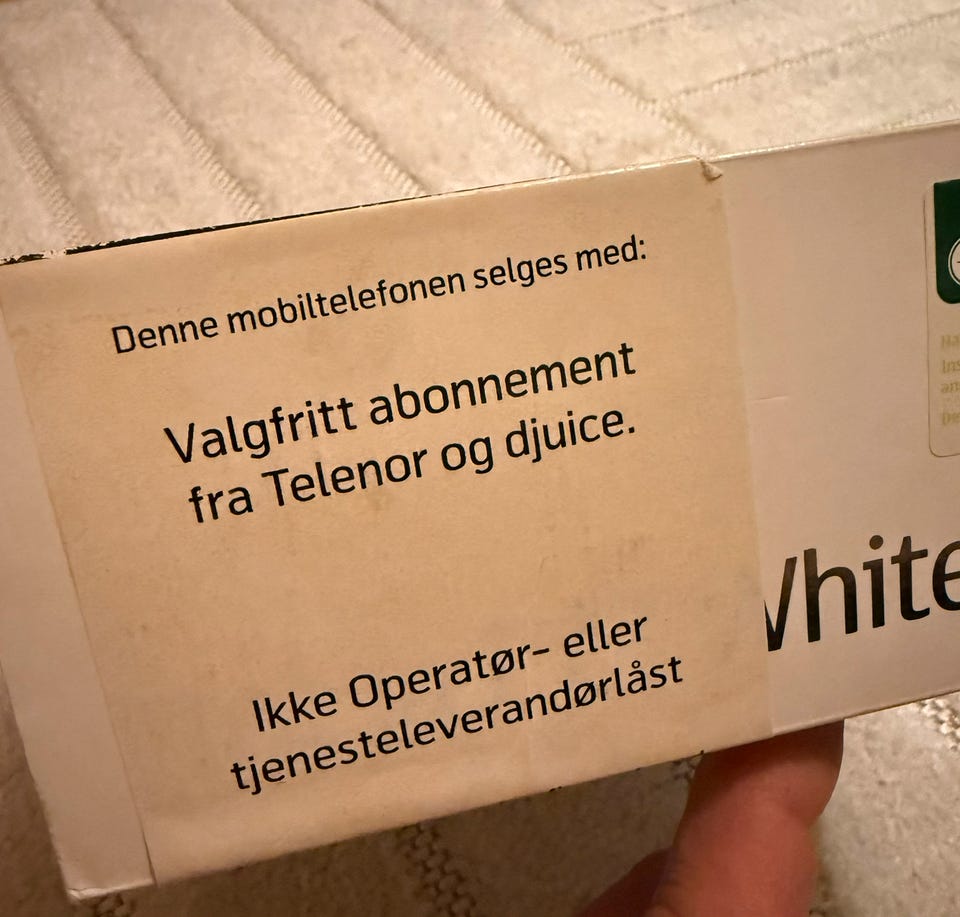 Denne mobiltelefonen selges med:
Valgfritt abonnement
fra Telenor og djuice.
Ikke Operatør- eller
tjenesteleverandørlåst
White